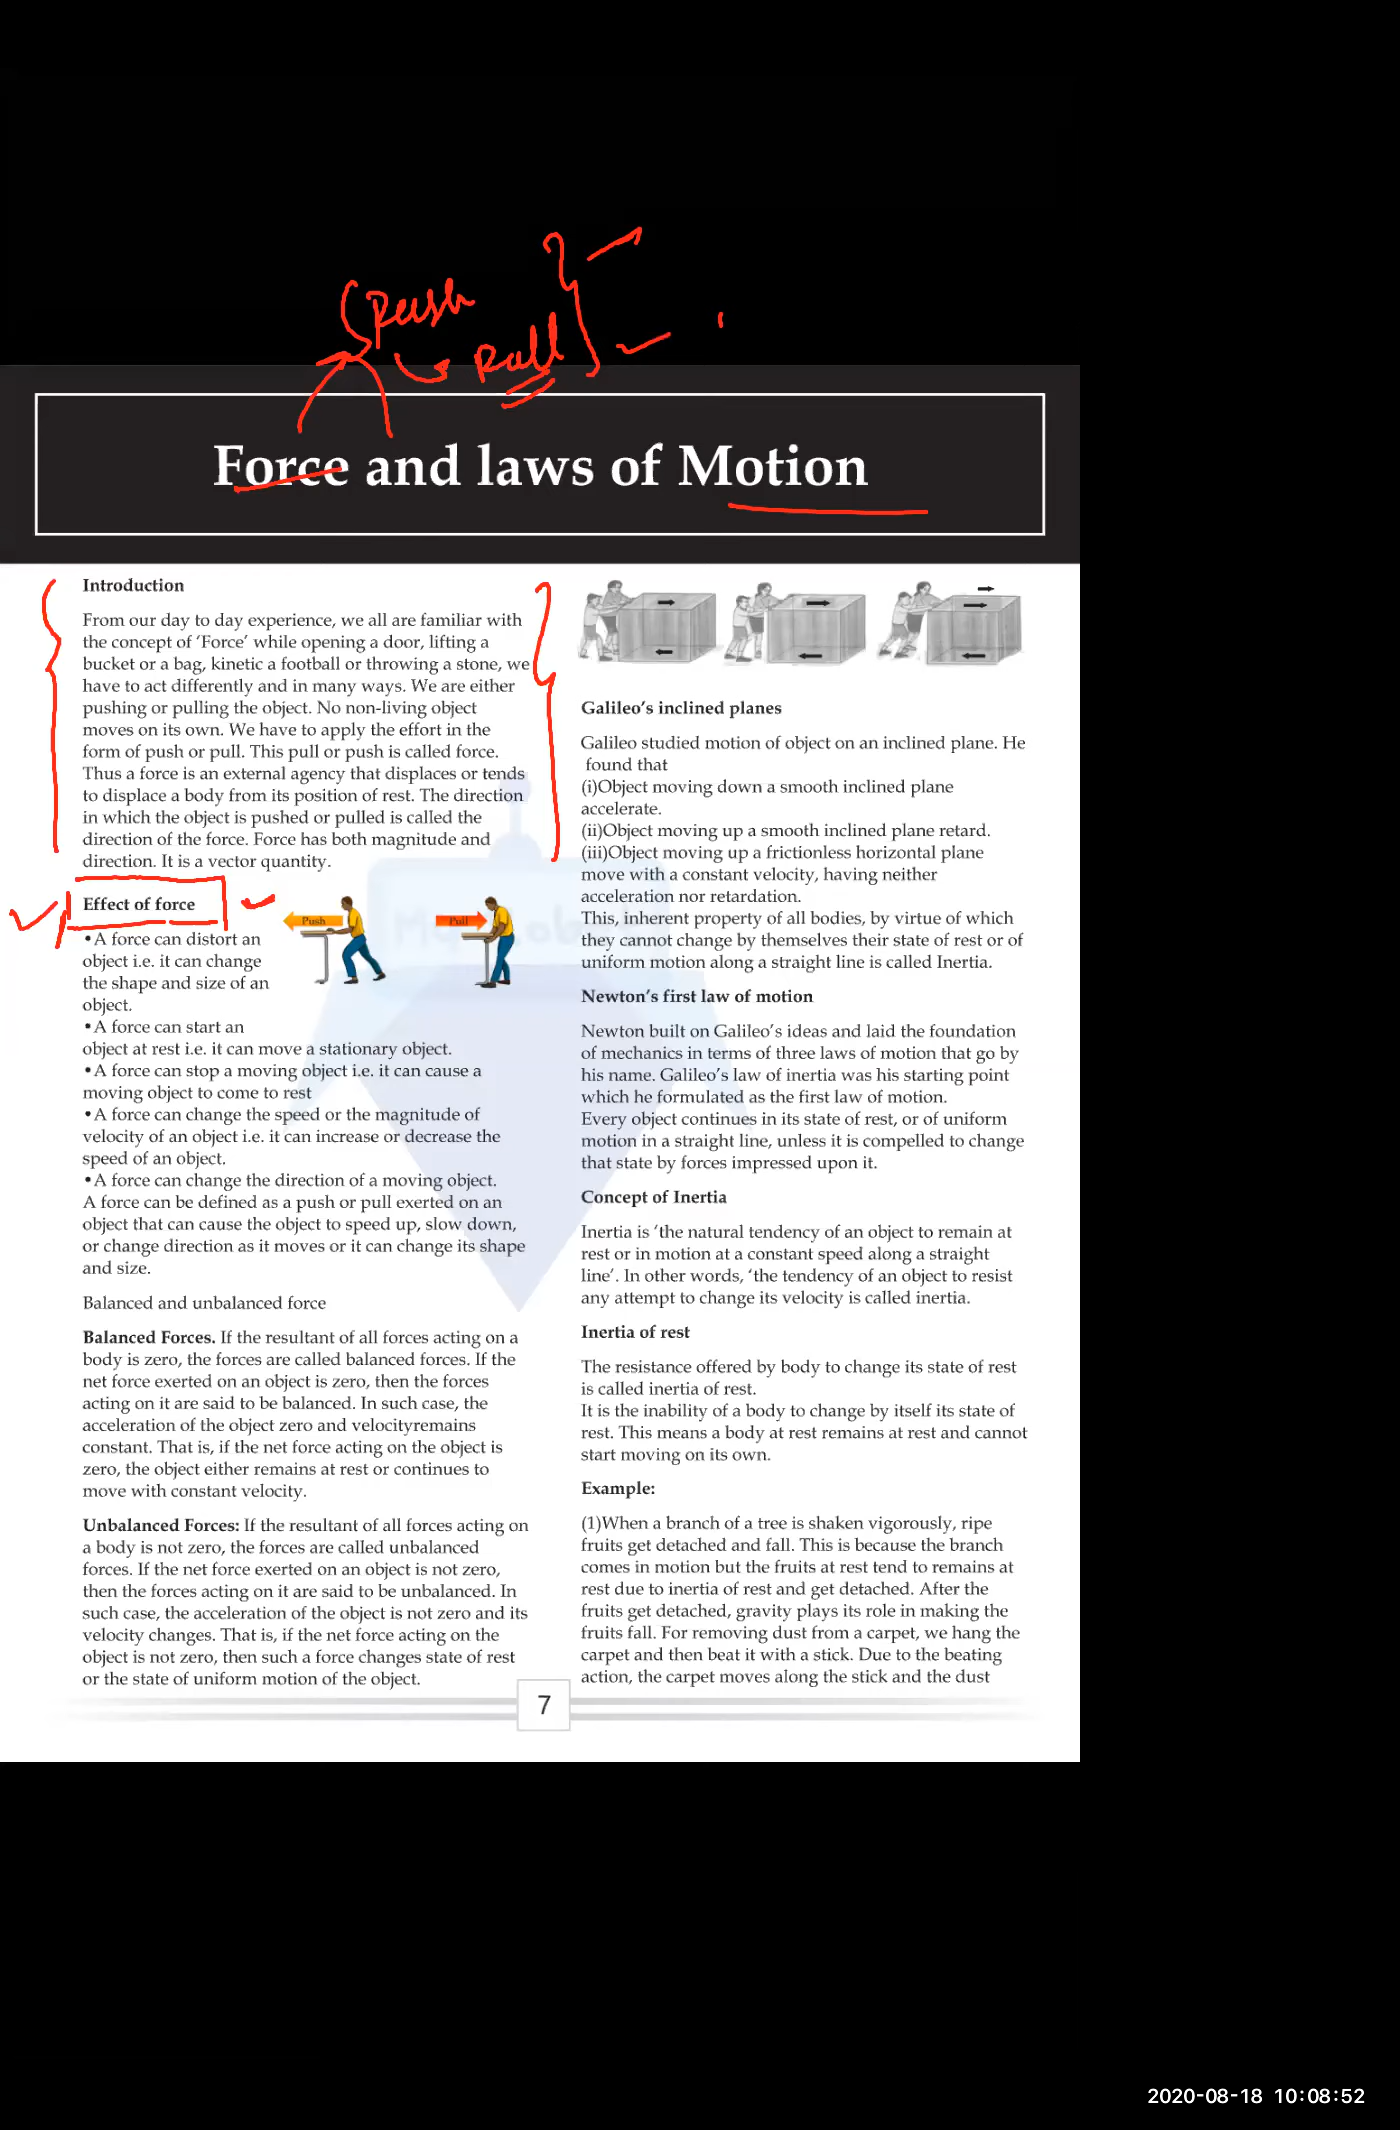 Push
Pull
Force and laws of Motion
Introduction
From our day to day experience, we all are familiar with
the concept of ‘Force’ while opening a door, lifting a
bucket or a bag, kinetic a football or throwing a stone, we
have to act differently and in many ways. We are either
pushing or pulling the object. No non-living object
moves on its own. We have to apply the effort in the
form of push or pull. This pull or push is called force.
Thus a force is an external agency that displaces or tends
to displace a body from its position of rest. The direction
in which the object is pushed or pulled is called the
direction of the force. Force has both magnitude and
direction. It is a vector quantity.
Effect of force
Push
Pull
•A force can distort an
object i.e. it can change
the shape and size of an
object.
•A force can start an
object at rest i.e. it can move a stationary object.
•A force can stop a moving object i.e. it can cause a
moving object to come to rest
•A force can change the speed or the magnitude of
velocity of an object i.e. it can increase or decrease the
speed of an object.
•A force can change the direction of a moving object.
A force can be defined as a push or pull exerted on an
object that can cause the object to speed up, slow down,
or change direction as it moves or it can change its shape
and size.
Balanced and unbalanced force
Balanced Forces. If the resultant of all forces acting on a
body is zero, the forces are called balanced forces. If the
net force exerted on an object is zero, then the forces
acting on it are said to be balanced. In such case, the
acceleration of the object zero and velocityremains
constant. That is, if the net force acting on the object is
zero, the object either remains at rest or continues to
move with constant velocity.
Unbalanced Forces: If the resultant of all forces acting on
a body is not zero, the forces are called unbalanced
forces. If the net force exerted on an object is not zero,
then the forces acting on it are said to be unbalanced. In
such case, the acceleration of the object is not zero and its
velocity changes. That is, if the net force acting on the
object is not zero, then such a force changes state of rest
or the state of uniform motion of the object.
Galileo’s inclined planes
Galileo studied motion of object on an inclined plane. He
found that
(i)Object moving down a smooth inclined plane
accelerate.
(ii)Object moving up a smooth inclined plane retard.
(iii)Object moving up a frictionless horizontal plane
move with a constant velocity, having neither
acceleration nor retardation.
This, inherent property of all bodies, by virtue of which
they cannot change by themselves their state of rest or of
uniform motion along a straight line is called Inertia.
Newton’s first law of motion
Newton built on Galileo’s ideas and laid the foundation
of mechanics in terms of three laws of motion that go by
his name. Galileo’s law of inertia was his starting point
which he formulated as the first law of motion.
Every object continues in its state of rest, or of uniform
motion in a straight line, unless it is compelled to change
that state by forces impressed upon it.
Concept of Inertia
Inertia is ‘the natural tendency of an object to remain at
rest or in motion at a constant speed along a straight
line’. In other words, ‘the tendency of an object to resist
any attempt to change its velocity is called inertia.
Inertia of rest
The resistance offered by body to change its state of rest
is called inertia of rest.
It is the inability of a body to change by itself its state of
rest. This means a body at rest remains at rest and cannot
start moving on its own.
Example:
(1)When a branch of a tree is shaken vigorously, ripe
fruits get detached and fall. This is because the branch
comes in motion but the fruits at rest tend to remains at
rest due to inertia of rest and get detached. After the
fruits get detached, gravity plays its role in making the
fruits fall. For removing dust from a carpet, we hang the
carpet and then beat it with a stick. Due to the beating
action, the carpet moves along the stick and the dust
7
2020-08-18 10:08:52